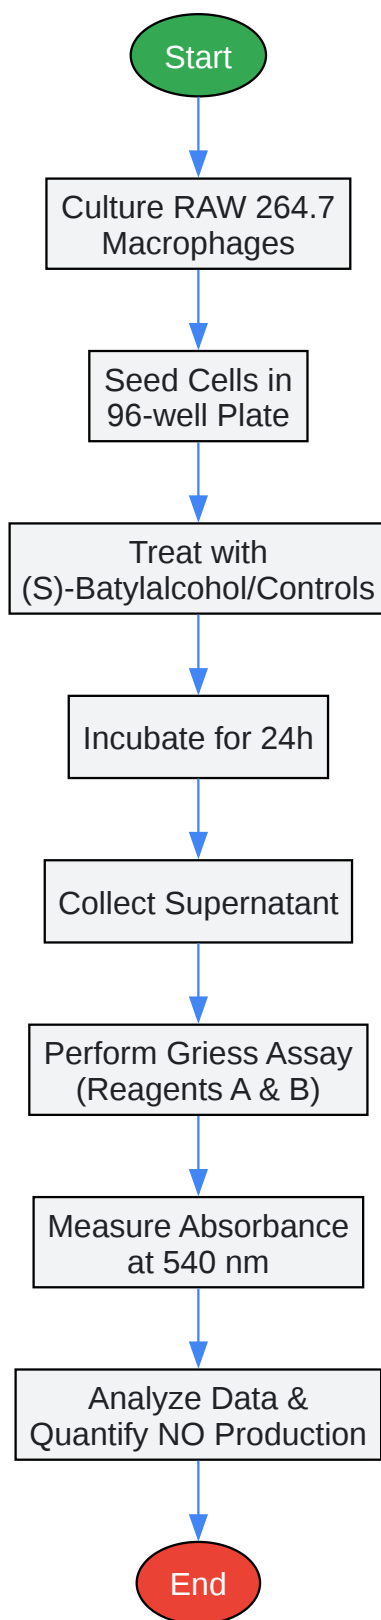 Start
Culture RAW 264.7
Macrophages
Seed Cells in
96-well Plate
Treat with
(S)-Batylalcohol/Controls
Incubate for 24h
Collect Supernatant
Perform Griess Assay
(Reagents A & B)
Measure Absorbance
at 540 nm
Analyze Data &
Quantify NO Production
End